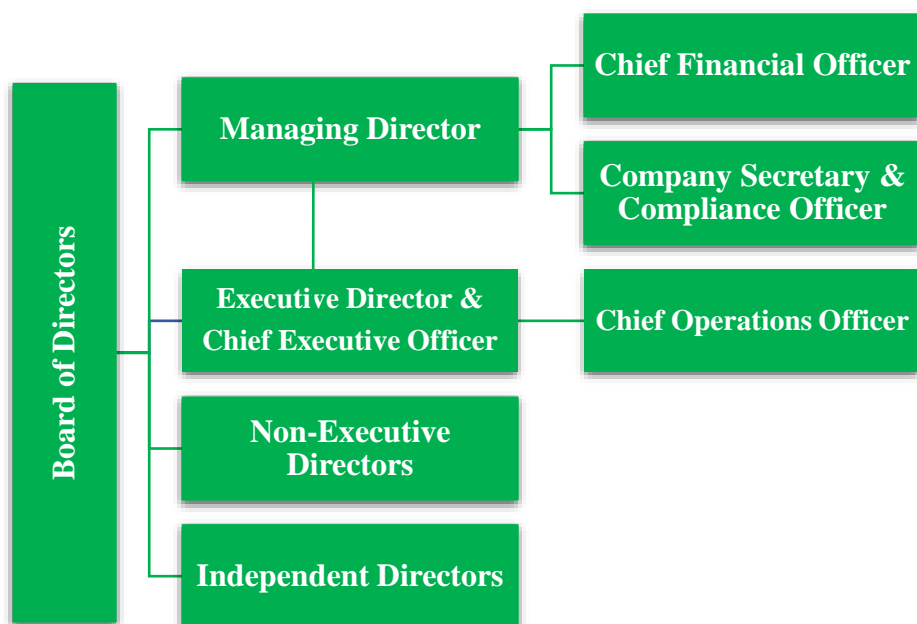 Board of Directors
Managing Director
Chief Financial Officer
Company Secretary &
Compliance Officer
Executive Director &
Chief Executive Officer
Chief Operations Officer
Non-Executive
Directors
Independent Directors